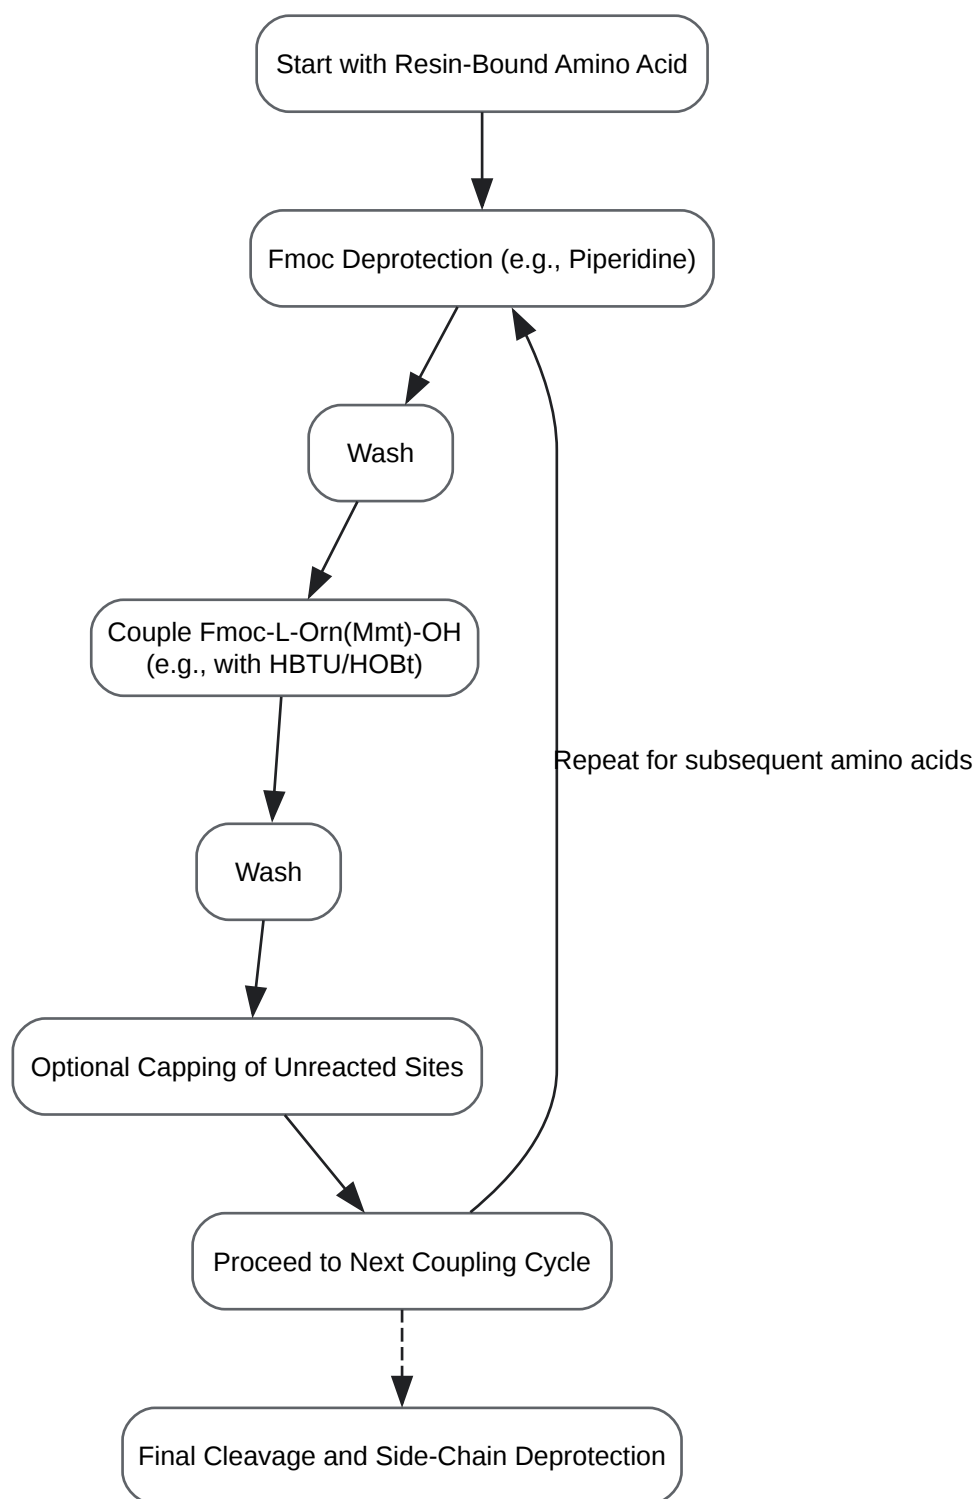 Start with Resin-Bound Amino Acid
Fmoc Deprotection (e.g., Piperidine)
Wash
Couple Fmoc-L-Orn(Mmt)-OH
(e.g., with HBTU/HOBt)
Repeat for subsequent amino acids
Wash
Optional Capping of Unreacted Sites
Proceed to Next Coupling Cycle
Final Cleavage and Side-Chain Deprotection